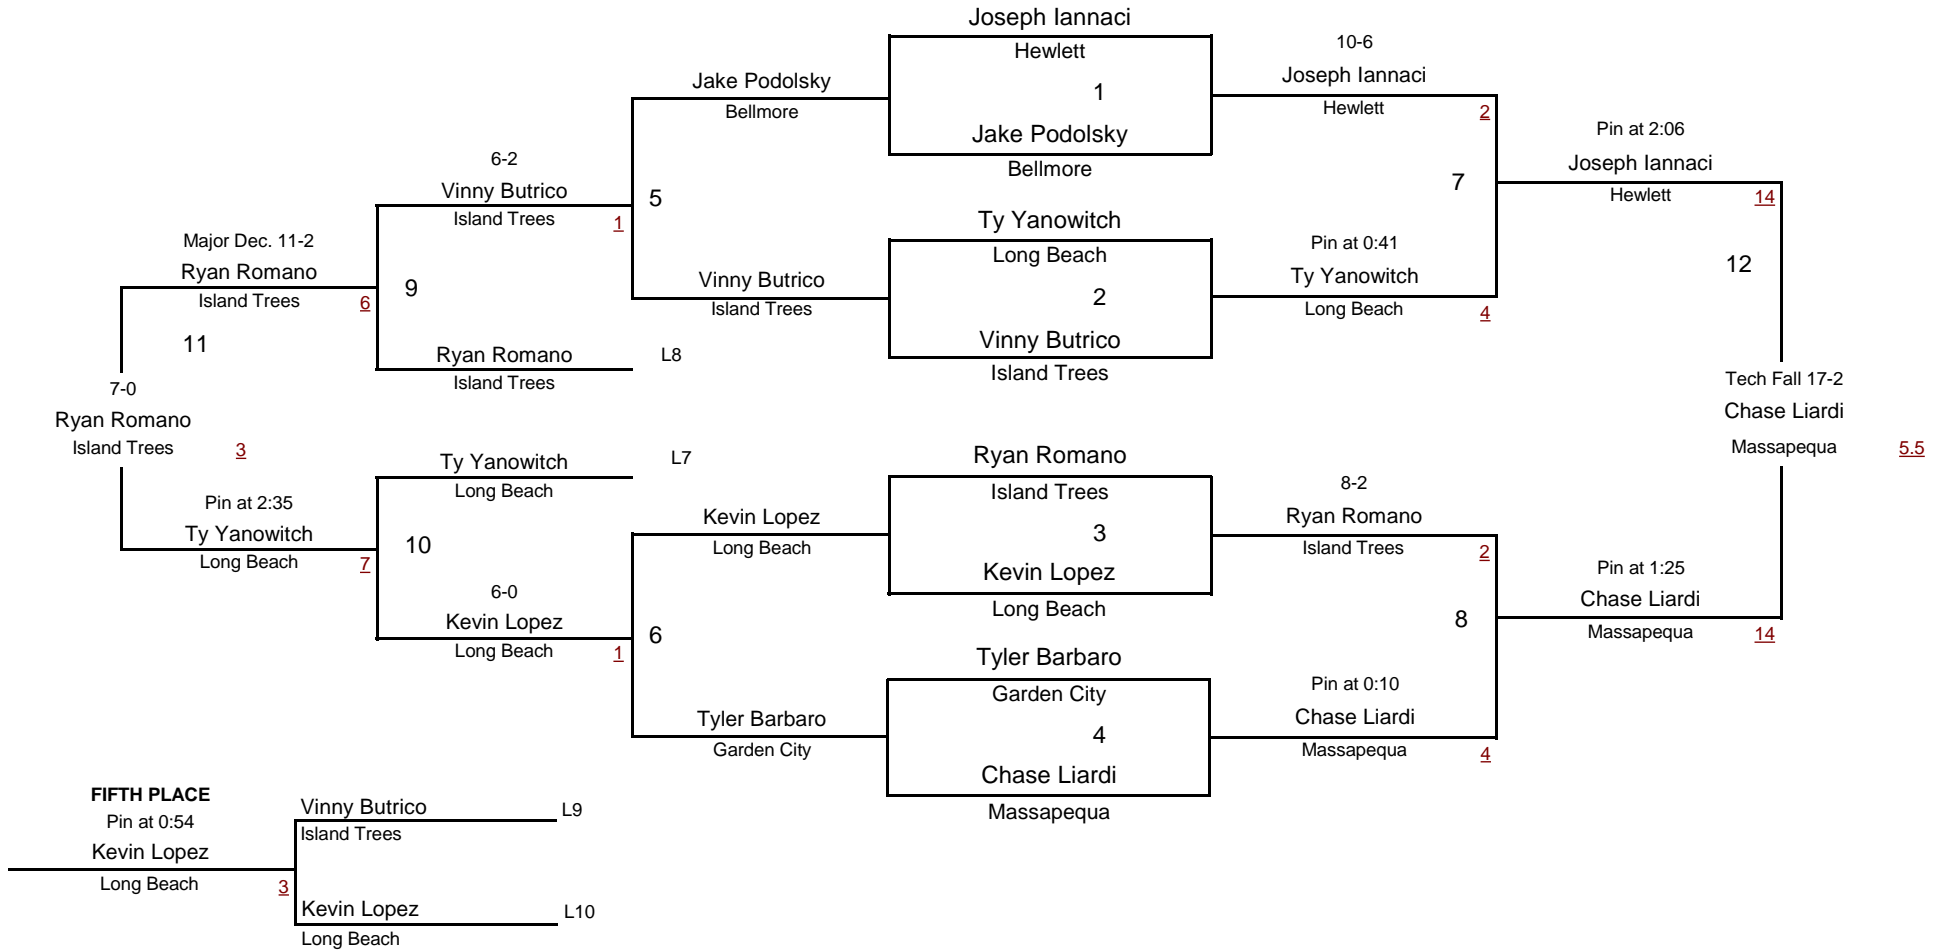 Joseph Iannaci
Hewlett
1
Jake Podolsky
Bellmore
Ty Yanowitch
Long Beach
2
Vinny Butrico
Island Trees
Ryan Romano
Island Trees
3
Kevin Lopez
Long Beach
Tyler Barbaro
Garden City
4
Chase Liardi
Massapequa
10-6
Joseph Iannaci
Hewlett
2
7
Pin at 0:41
Ty Yanowitch
Long Beach
4
8-2
Ryan Romano
Island Trees
2
8
Pin at 0:10
Chase Liardi
Massapequa
4
Pin at 2:06
Joseph Iannaci
Hewlett
14
12
Pin at 1:25
Chase Liardi
Massapequa
14
Tech Fall 17-2
Chase Liardi
Massapequa
5.5
Jake Podolsky
Bellmore
5
Vinny Butrico
Island Trees
Kevin Lopez
Long Beach
6
Tyler Barbaro
Garden City
6-2
Vinny Butrico
Island Trees
1
9
Ryan Romano
L8
Island Trees
Ty Yanowitch
L7
Long Beach
10
6-0
Kevin Lopez
Long Beach
1
Major Dec. 11-2
Ryan Romano
Island Trees
6
11
Pin at 2:35
Ty Yanowitch
Long Beach
7
7-0
Ryan Romano
Island Trees
3
FIFTH PLACE
Pin at 0:54
Kevin Lopez
Long Beach
3
Vinny Butrico
L9
Island Trees
Kevin Lopez
L10
Long Beach